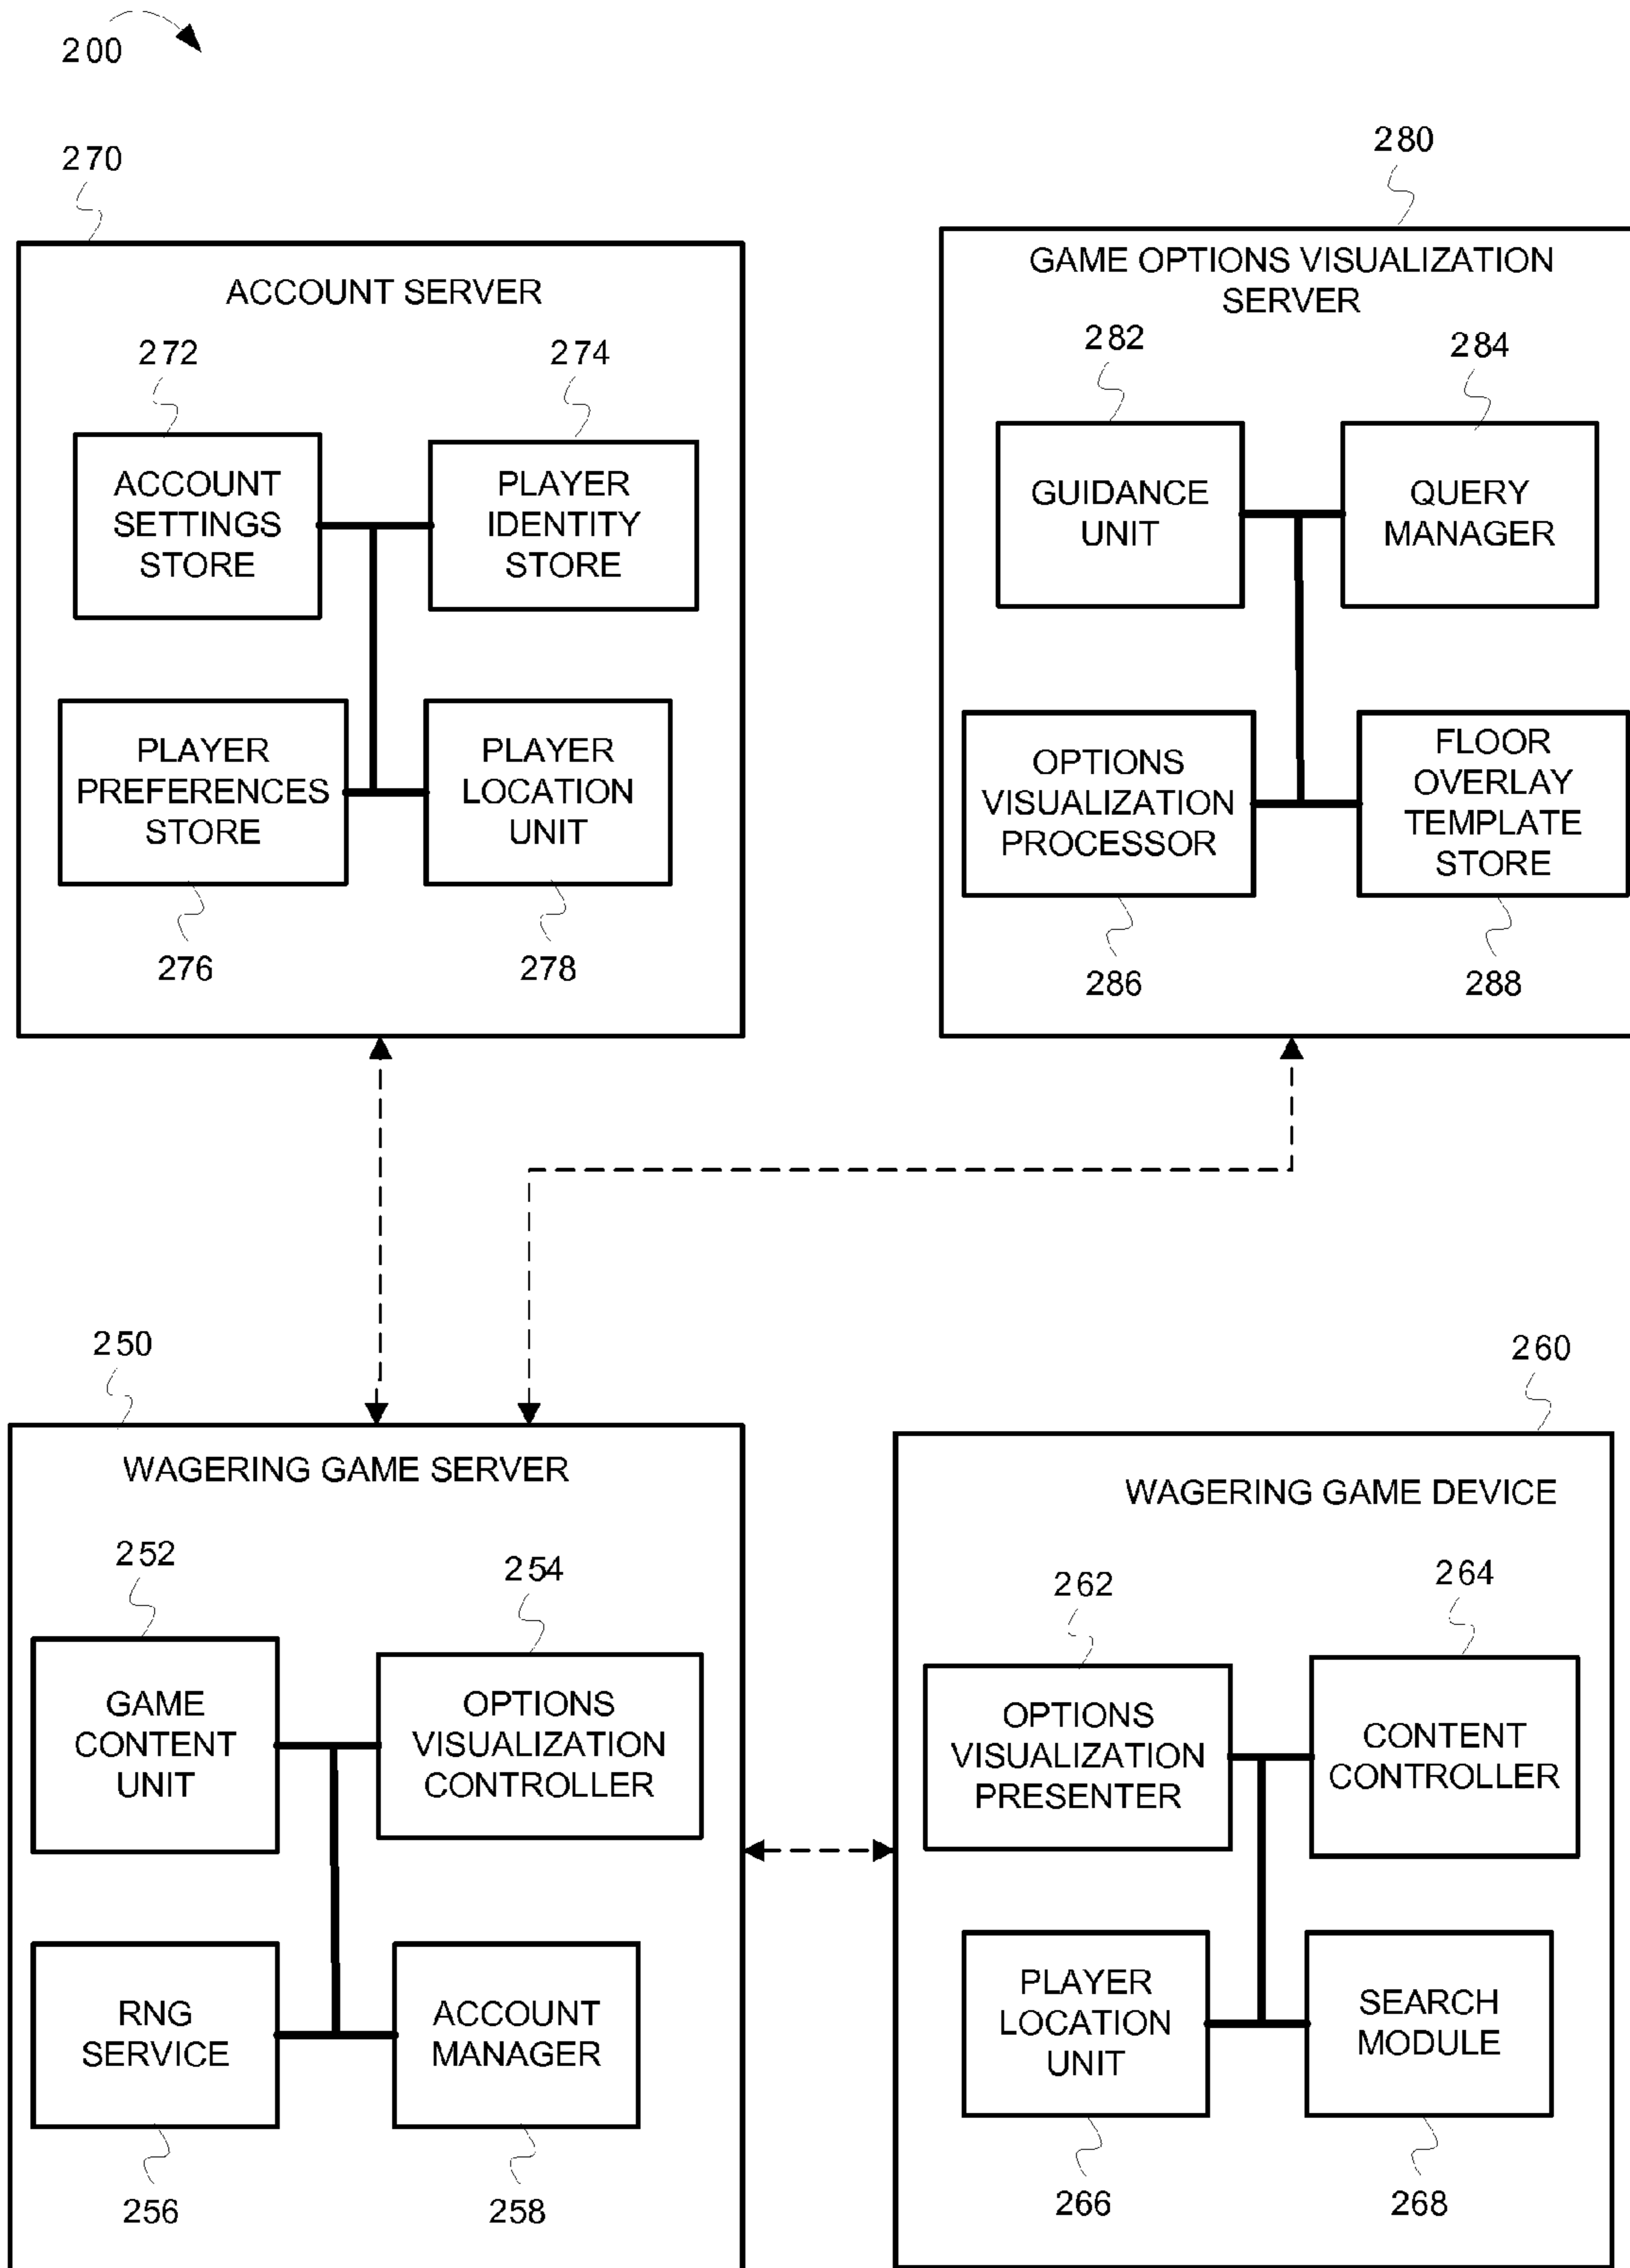 200
270
280
ACCOUNT SERVER
GAME OPTIONS VISUALIZATION
SERVER
272
274
282
284
ACCOUNT
SETTINGS
STORE
PLAYER
IDENTITY
STORE
GUIDANCE
UNIT
QUERY
MANAGER
PLAYER
PREFERENCES
STORE
PLAYER
LOCATION
UNIT
OPTIONS
VISUALIZATION
PROCESSOR
FLOOR
OVERLAY
TEMPLATE
STORE
276
278
286
288
250
260
WAGERING GAME SERVER
WAGERING GAME DEVICE
252
254
262
264
GAME
CONTENT
UNIT
OPTIONS
VISUALIZATION
CONTROLLER
OPTIONS
VISUALIZATION
PRESENTER
CONTENT
CONTROLLER
RNG
SERVICE
ACCOUNT
MANAGER
PLAYER
LOCATION
UNIT
SEARCH
MODULE
256
258
266
268